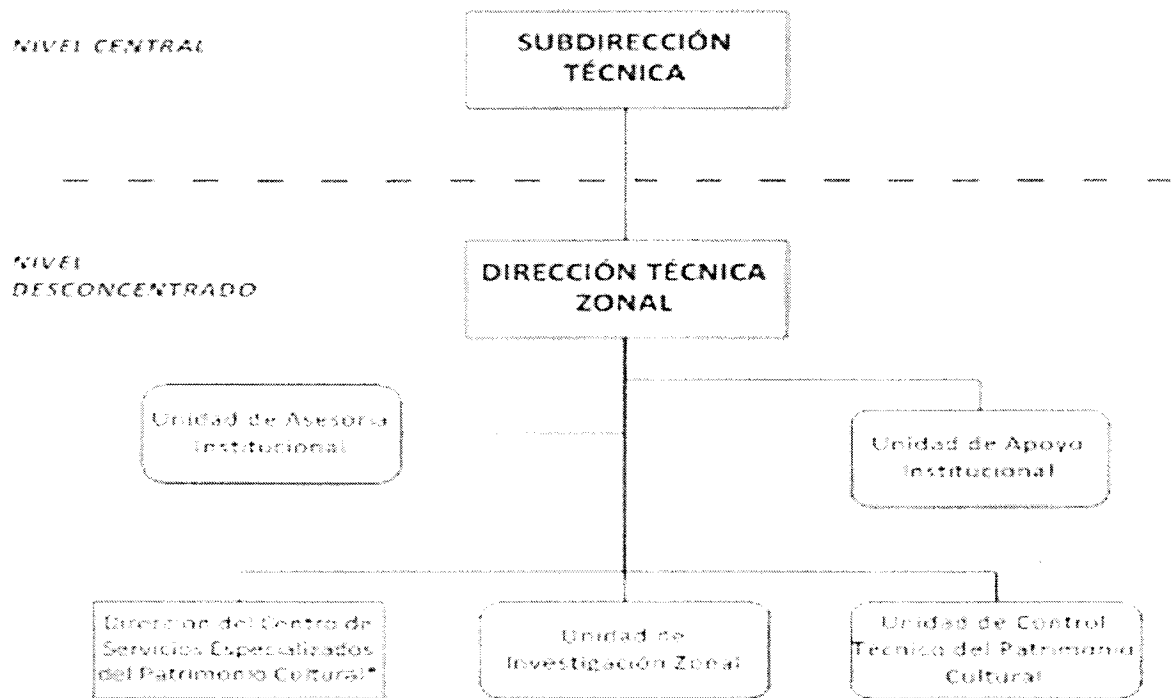 NIVEL CENTRAL
SUBDIRECCIÓN
TÉCNICA
NIVEL
DESCONCENTRADO
DIRECCIÓN TÉCNICA
ZONAL
Unidad de Asesoría
Institucional
Unidad de Apoyo
Institucional
Dirección del Centro de
Servicios Especializados
del Patrimonio Cultural*
Unidad de
Investigación Zonal
Unidad de Control
Técnico del Patrimonio
Cultural